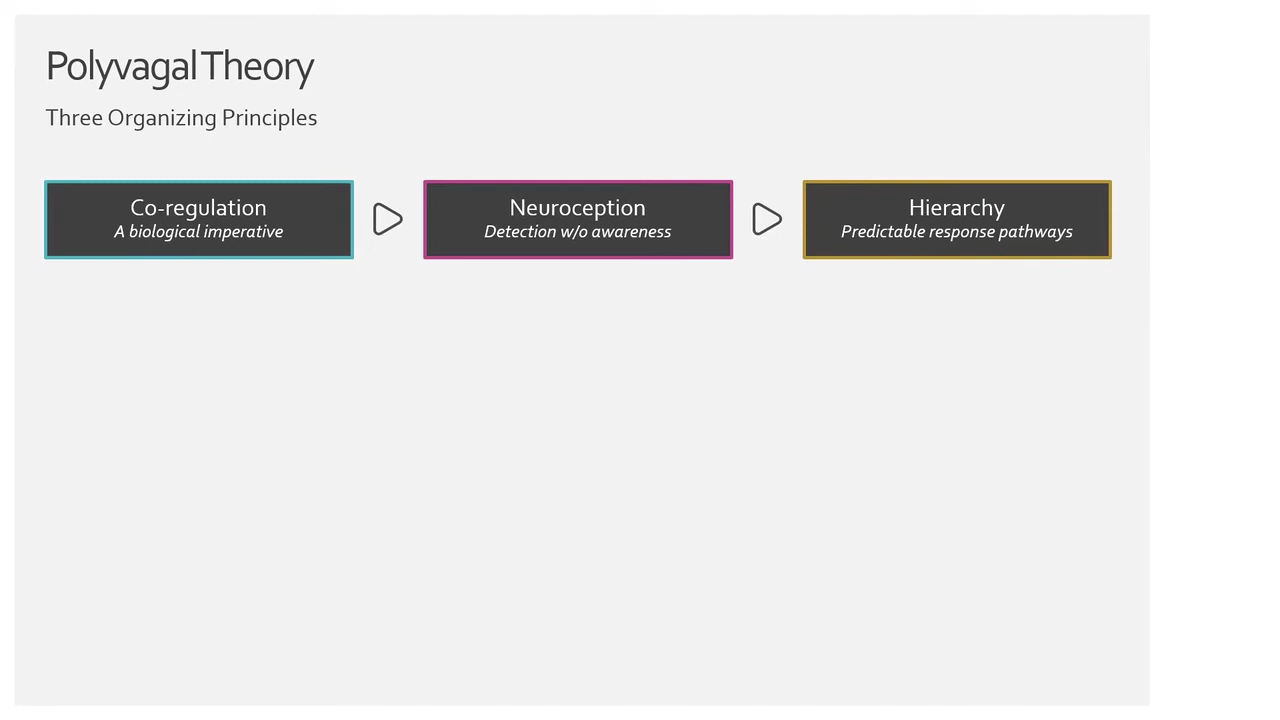 Polyvagal Theory
Three Organizing Principles
Co-regulation
A biological imperative
Neuroception
Detection w/o awareness
Hierarchy
Predictable response pathways